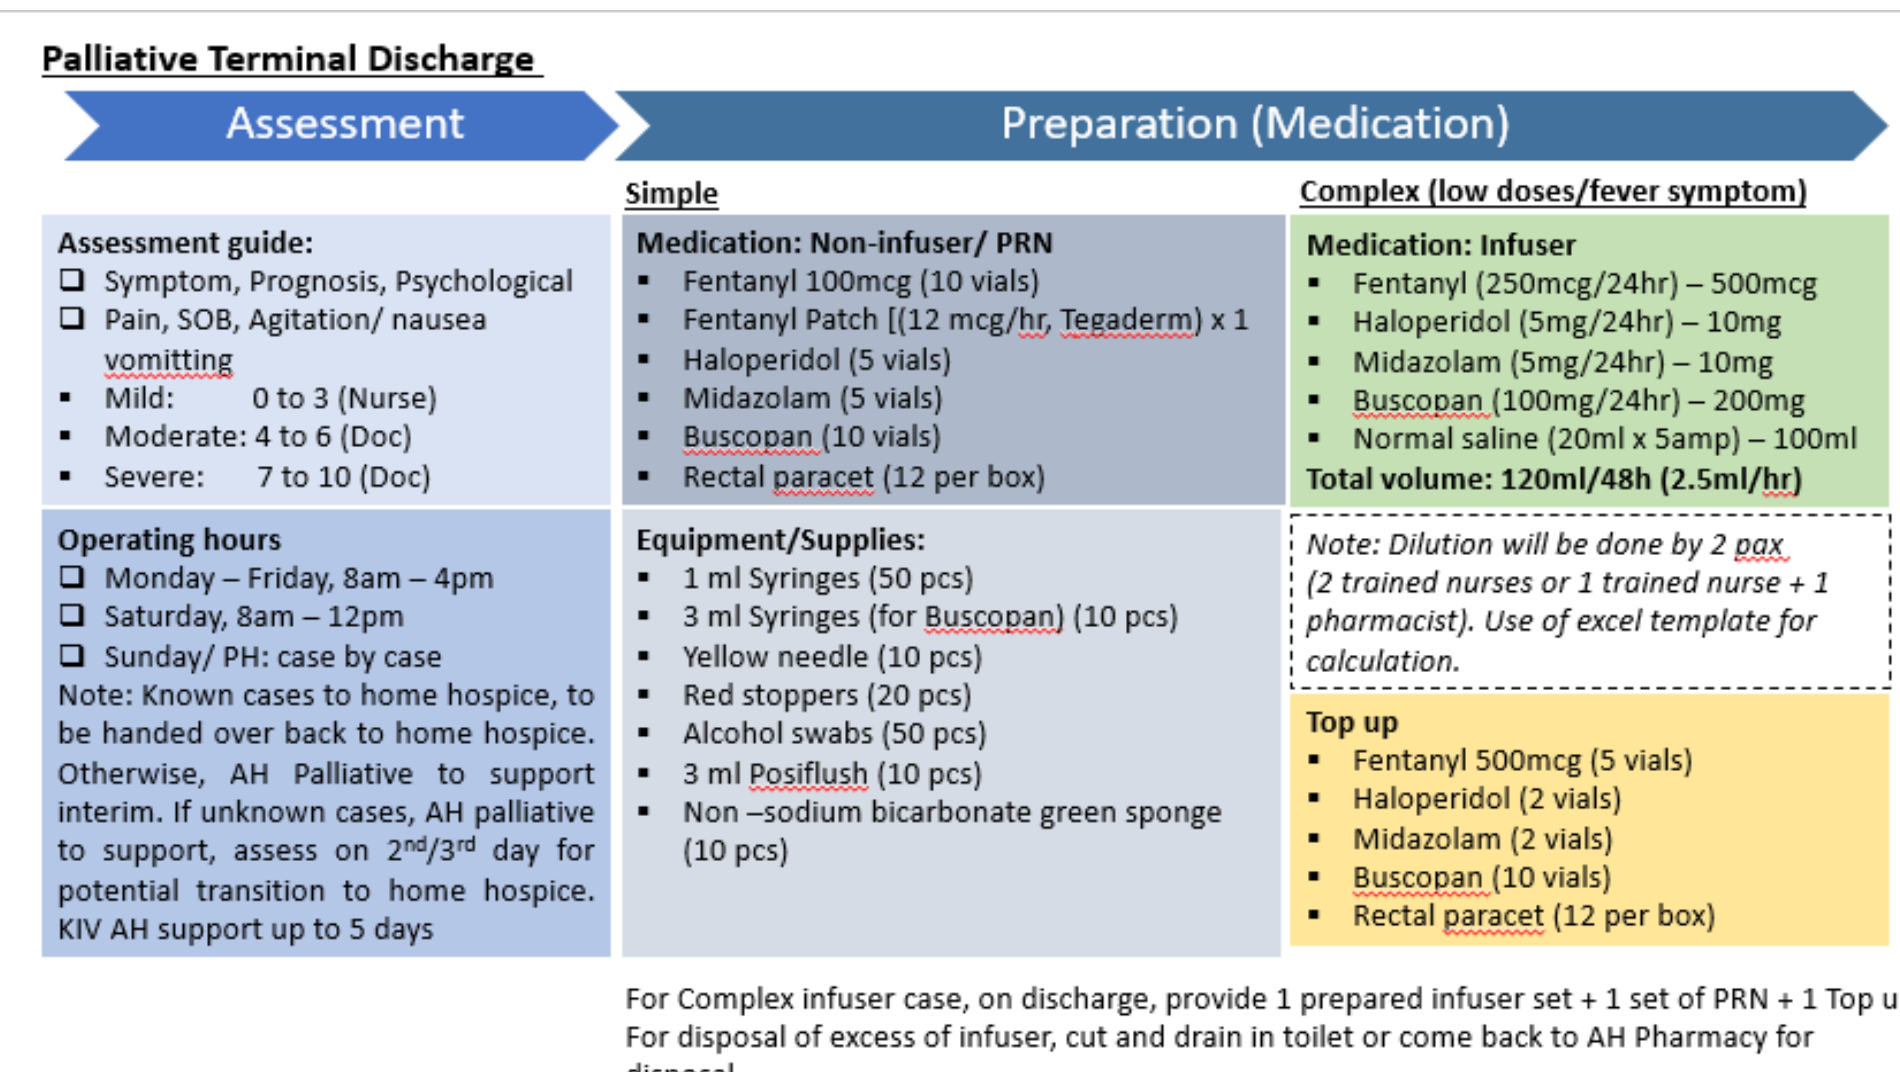 Palliative Terminal Discharge
Assessment
Preparation (Medication)
Assessment guide:
❑ Symptom, Prognosis, Psychological
❑ Pain, SOB, Agitation/ nausea
vomitting
▪ Mild: 0 to 3 (Nurse)
▪ Moderate: 4 to 6 (Doc)
▪ Severe: 7 to 10 (Doc)
Operating hours
❑ Monday – Friday, 8am – 4pm
❑ Saturday, 8am – 12pm
❑ Sunday/ PH: case by case
Note: Known cases to home hospice, to
be handed over back to home hospice.
Otherwise, AH Palliative to support
interim. If unknown cases, AH palliative
to support, assess on 2nd/3rd day for
potential transition to home hospice.
KIV AH support up to 5 days
Simple
Medication: Non-infuser/ PRN
▪ Fentanyl 100mcg (10 vials)
▪ Fentanyl Patch [(12 mcg/hr, Tegaderm) x 1
▪ Haloperidol (5 vials)
▪ Midazolam (5 vials)
▪ Buscopan (10 vials)
▪ Rectal paracet (12 per box)
Equipment/Supplies:
▪ 1 ml Syringes (50 pcs)
▪ 3 ml Syringes (for Buscopan) (10 pcs)
▪ Yellow needle (10 pcs)
▪ Red stoppers (20 pcs)
▪ Alcohol swabs (50 pcs)
▪ 3 ml Posiflush (10 pcs)
▪ Non –sodium bicarbonate green sponge
(10 pcs)
Complex (low doses/fever symptom)
Medication: Infuser
▪ Fentanyl (250mcg/24hr) – 500mcg
▪ Haloperidol (5mg/24hr) – 10mg
▪ Midazolam (5mg/24hr) – 10mg
▪ Buscopan (100mg/24hr) – 200mg
▪ Normal saline (20ml x 5amp) – 100ml
Total volume: 120ml/48h (2.5ml/hr)
Note: Dilution will be done by 2 pax
(2 trained nurses or 1 trained nurse + 1
pharmacist). Use of excel template for
calculation.
Top up
▪ Fentanyl 500mcg (5 vials)
▪ Haloperidol (2 vials)
▪ Midazolam (2 vials)
▪ Buscopan (10 vials)
▪ Rectal paracet (12 per box)
For Complex infuser case, on discharge, provide 1 prepared infuser set + 1 set of PRN + 1 Top u
For disposal of excess of infuser, cut and drain in toilet or come back to AH Pharmacy for